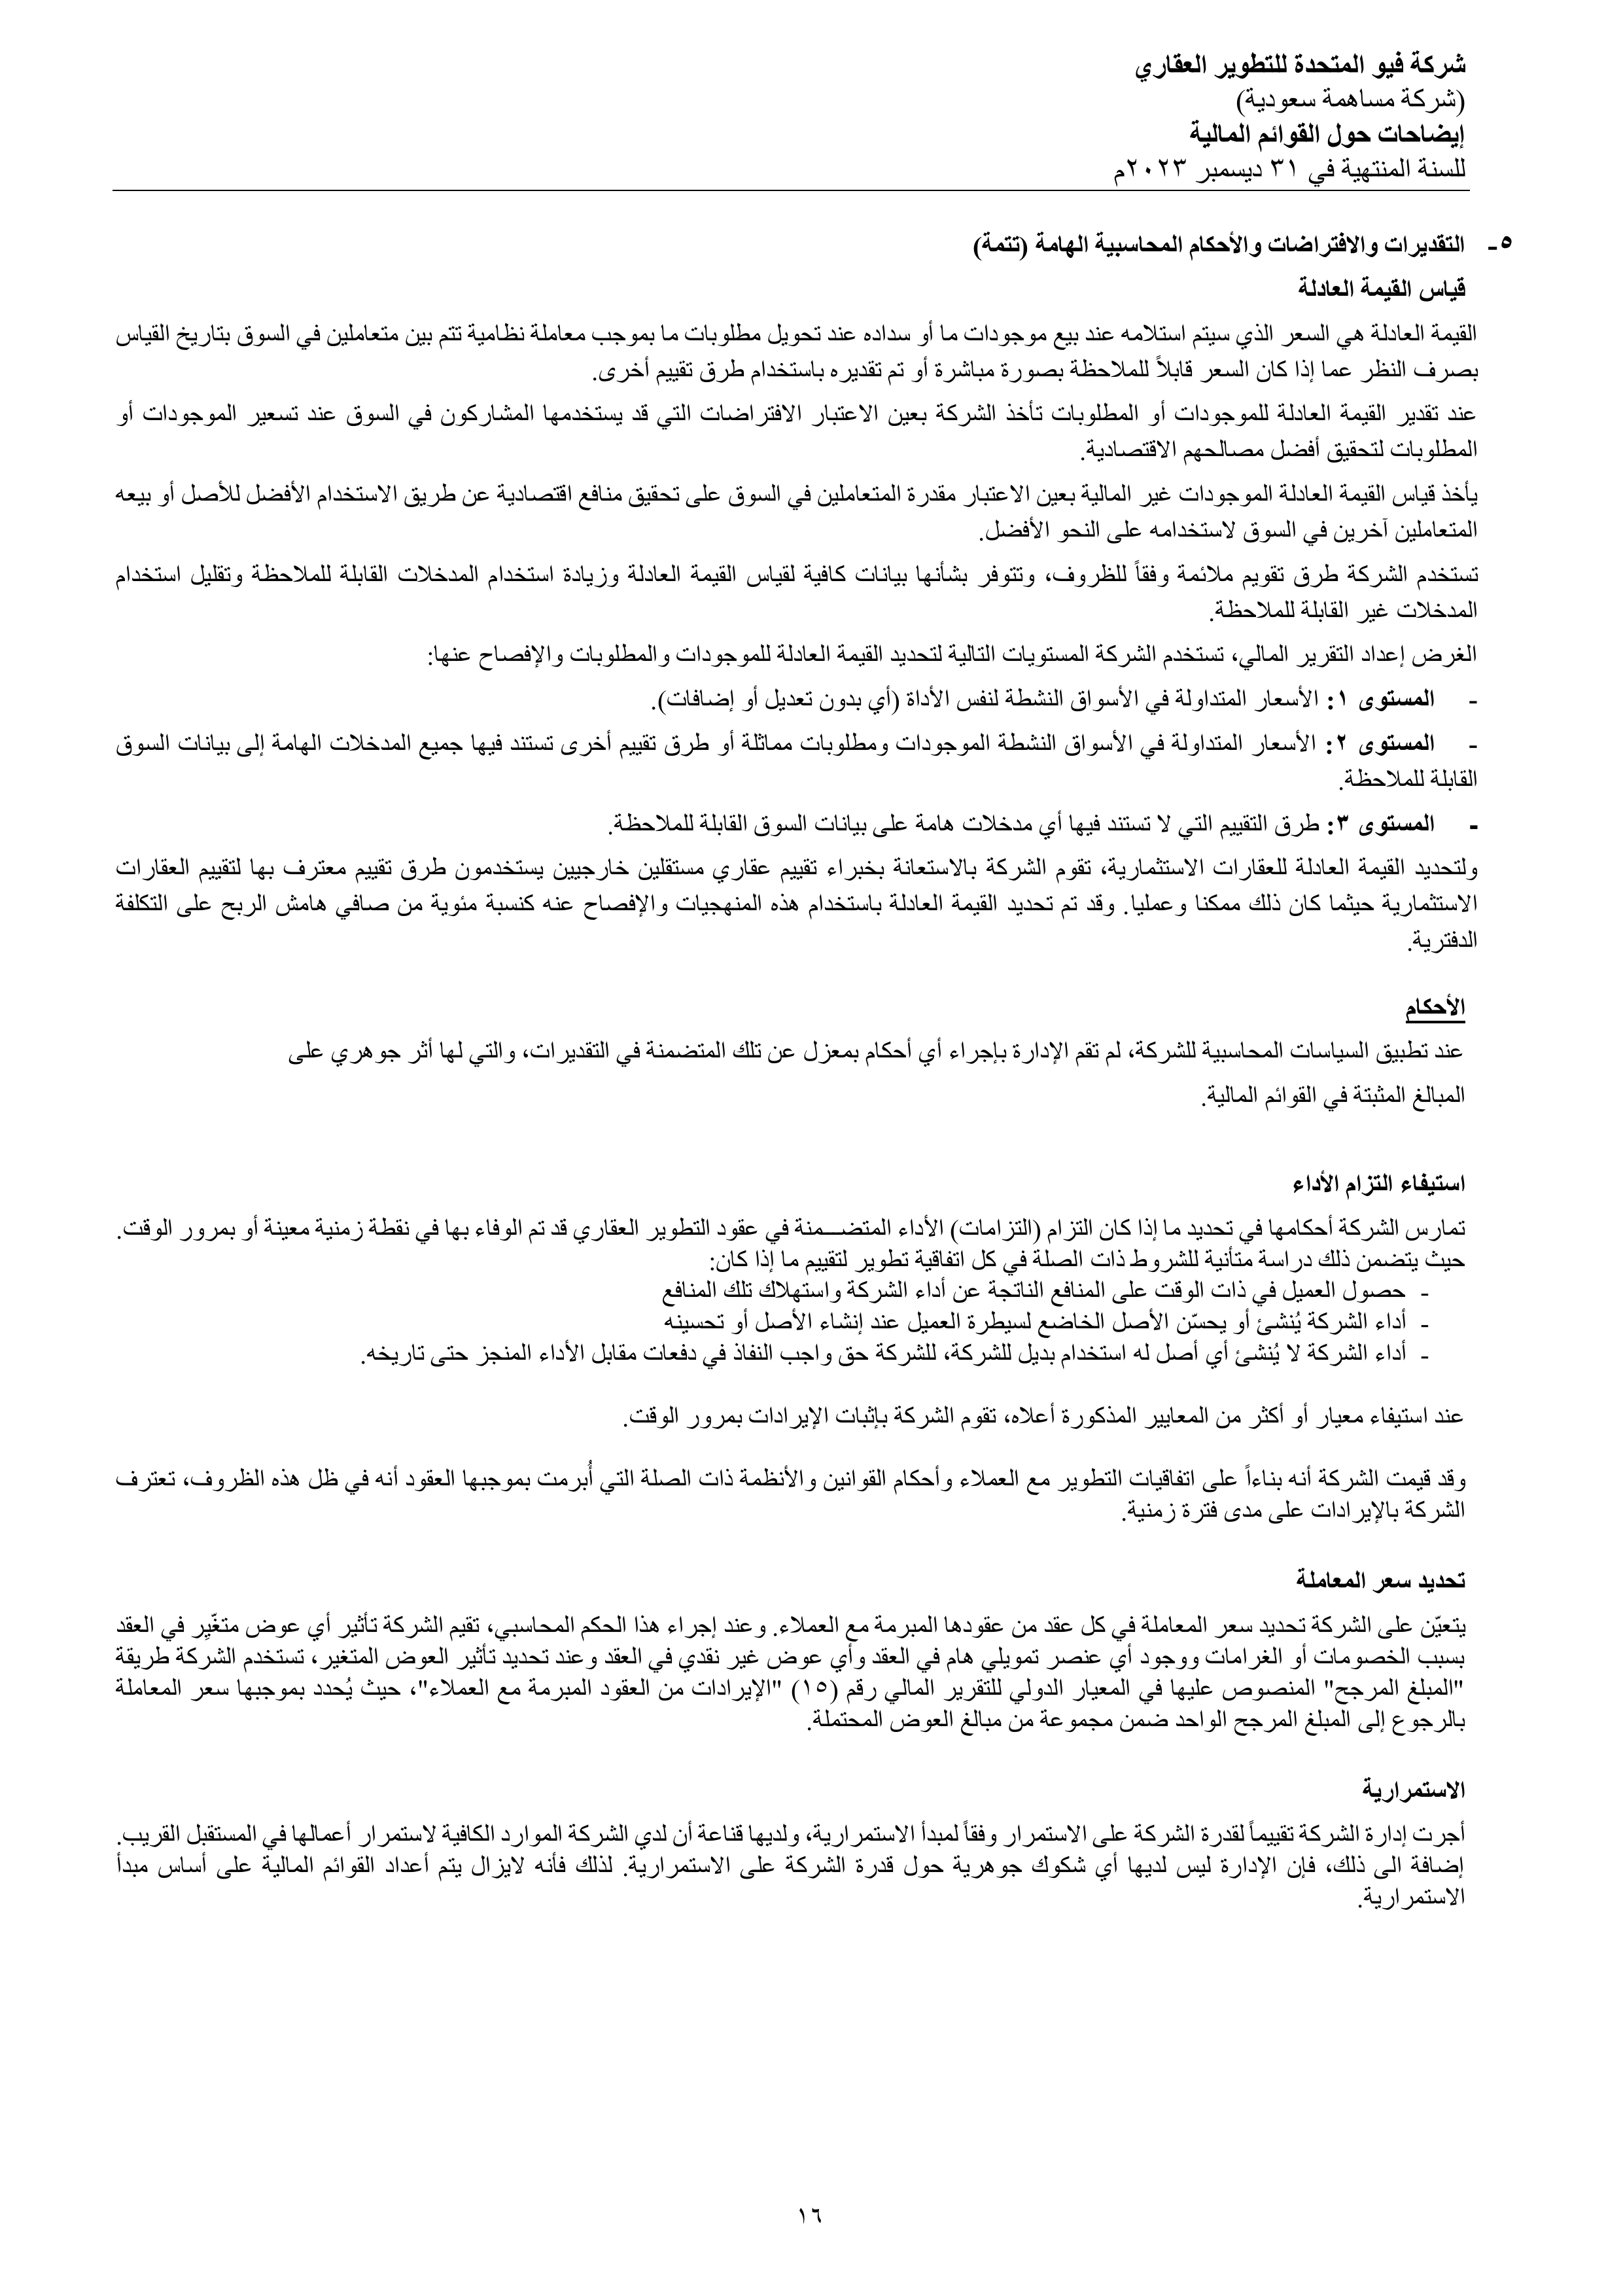 شركة فيو المتحدة للتطوير العقاري
(شركة مساهمة سعودية)
إيضاحات حول القوائم المالية
للسنة المنتهية في ٣١ ديسمبر ٢٠٢٣م
٥- التقديرات والافتراضات والأحكام المحاسبية الهامة (تتمة)
قياس القيمة العادلة
القيمة العادلة هي السعر الذي سيتم استلامه عند بيع موجودات ما أو سداده عند تحويل مطلوبات ما بموجب معاملة نظامية تتم بين متعاملين في السوق بتاريخ القياس
بصرف النظر عما إذا كان السعر قابلاً للملاحظة بصورة مباشرة أو تم تقديره باستخدام طرق تقييم أخرى.
عند تقدير القيمة العادلة للموجودات أو المطلوبات تأخذ الشركة بعين الاعتبار الافتراضات التي قد يستخدمها المشاركون في السوق عند تسعير الموجودات أو
المطلوبات لتحقيق أفضل مصالحهم الاقتصادية.
يأخذ قياس القيمة العادلة الموجودات غير المالية بعين الاعتبار مقدرة المتعاملين في السوق على تحقيق منافع اقتصادية عن طريق الاستخدام الأفضل للأصل أو بيعه
المتعاملين آخرين في السوق لاستخدامه على النحو الأفضل.
تستخدم الشركة طرق تقويم ملائمة وفقاً للظروف، وتتوفر بشأنها بيانات كافية لقياس القيمة العادلة وزيادة استخدام المدخلات القابلة للملاحظة وتقليل استخدام
المدخلات غير القابلة للملاحظة.
الغرض إعداد التقرير المالي، تستخدم الشركة المستويات التالية لتحديد القيمة العادلة للموجودات والمطلوبات والإفصاح عنها:
- المستوى ١: الأسعار المتداولة في الأسواق النشطة لنفس الأداة (أي بدون تعديل أو إضافات).
- المستوى ٢: الأسعار المتداولة في الأسواق النشطة الموجودات ومطلوبات مماثلة أو طرق تقييم أخرى تستند فيها جميع المدخلات الهامة إلى بيانات السوق
القابلة للملاحظة.
- المستوى ٣: طرق التقييم التي لا تستند فيها أي مدخلات هامة على بيانات السوق القابلة للملاحظة.
ولتحديد القيمة العادلة للعقارات الاستثمارية، تقوم الشركة بالاستعانة بخبراء تقييم عقاري مستقلين خارجيين يستخدمون طرق تقييم معترف بها لتقييم العقارات
الاستثمارية حيثما كان ذلك ممكنا وعمليا. وقد تم تحديد القيمة العادلة باستخدام هذه المنهجيات والإفصاح عنه كنسبة مئوية من صافي هامش الربح على التكلفة
الدفترية.
الأحكام
عند تطبيق السياسات المحاسبية للشركة، لم تقم الإدارة بإجراء أي أحكام بمعزل عن تلك المتضمنة في التقديرات، والتي لها أثر جوهري على
المبالغ المثبتة في القوائم المالية.
استيفاء التزام الأداء
تمارس الشركة أحكامها في تحديد ما إذا كان التزام (التزامات) الأداء المتضـــمنة في عقود التطوير العقاري قد تم الوفاء بها في نقطة زمنية معينة أو بمرور الوقت.
حيث يتضمن ذلك دراسة متأنية للشروط ذات الصلة في كل اتفاقية تطوير لتقييم ما إذا كان:
- حصول العميل في ذات الوقت على المنافع الناتجة عن أداء الشركة واستهلاك تلك المنافع
- أداء الشركة يُنشئ أو يحسّن الأصل الخاضع لسيطرة العميل عند إنشاء الأصل أو تحسينه
- أداء الشركة لا يُنشئ أي أصل له استخدام بديل للشركة، للشركة حق واجب النفاذ في دفعات مقابل الأداء المنجز حتى تاريخه.
عند استيفاء معيار أو أكثر من المعايير المذكورة أعلاه، تقوم الشركة بإثبات الإيرادات بمرور الوقت.
وقد قيمت الشركة أنه بناءاً على اتفاقيات التطوير مع العملاء وأحكام القوانين والأنظمة ذات الصلة التي أُبرمت بموجبها العقود أنه في ظل هذه الظروف، تعترف
الشركة بالإيرادات على مدى فترة زمنية.
تحديد سعر المعاملة
يتعيّن على الشركة تحديد سعر المعاملة في كل عقد من عقودها المبرمة مع العملاء. وعند إجراء هذا الحكم المحاسبي، تقيم الشركة تأثير أي عوض متغّيِر في العقد
بسبب الخصومات أو الغرامات ووجود أي عنصر تمويلي هام في العقد وأي عوض غير نقدي في العقد وعند تحديد تأثير العوض المتغير، تستخدم الشركة طريقة
"المبلغ المرجح" المنصوص عليها في المعيار الدولي للتقرير المالي رقم (١٥) "الإيرادات من العقود المبرمة مع العملاء"، حيث يُحدد بموجبها سعر المعاملة
بالرجوع إلى المبلغ المرجح الواحد ضمن مجموعة من مبالغ العوض المحتملة.
الاستمرارية
أجرت إدارة الشركة تقييماً لقدرة الشركة على الاستمرار وفقاً لمبدأ الاستمرارية، ولديها قناعة أن لدي الشركة الموارد الكافية لاستمرار أعمالها في المستقبل القريب.
إضافة الى ذلك، فإن الإدارة ليس لديها أي شكوك جوهرية حول قدرة الشركة على الاستمرارية. لذلك فأنه لايزال يتم أعداد القوائم المالية على أساس مبدأ
الاستمرارية.
١٦